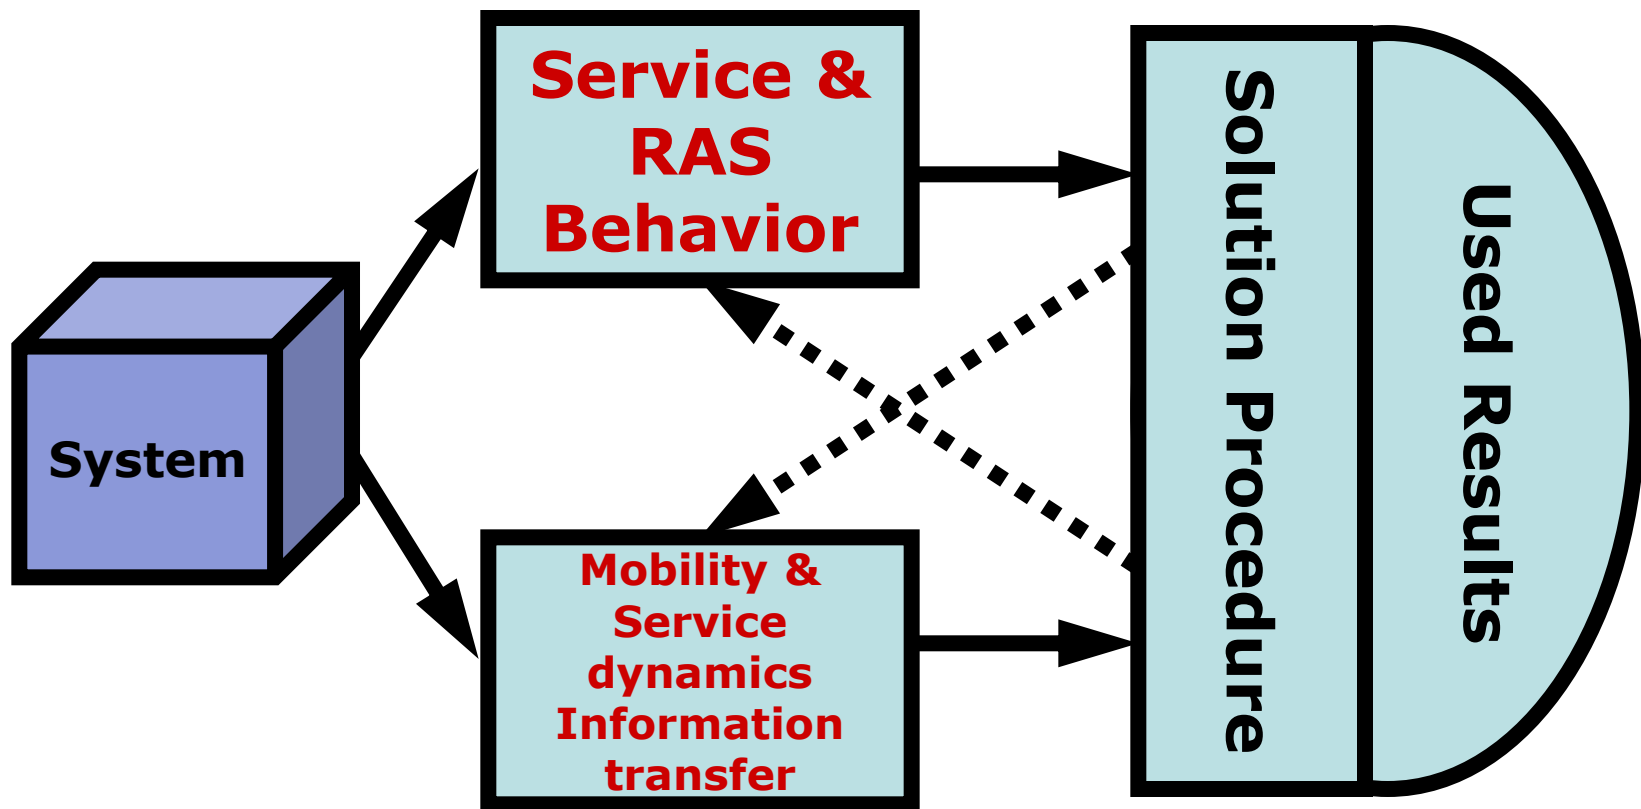 System
Service &
RAS
Behavior
Mobility &
Service
dynamics
Information
transfer
Solution Procedure
Used Results